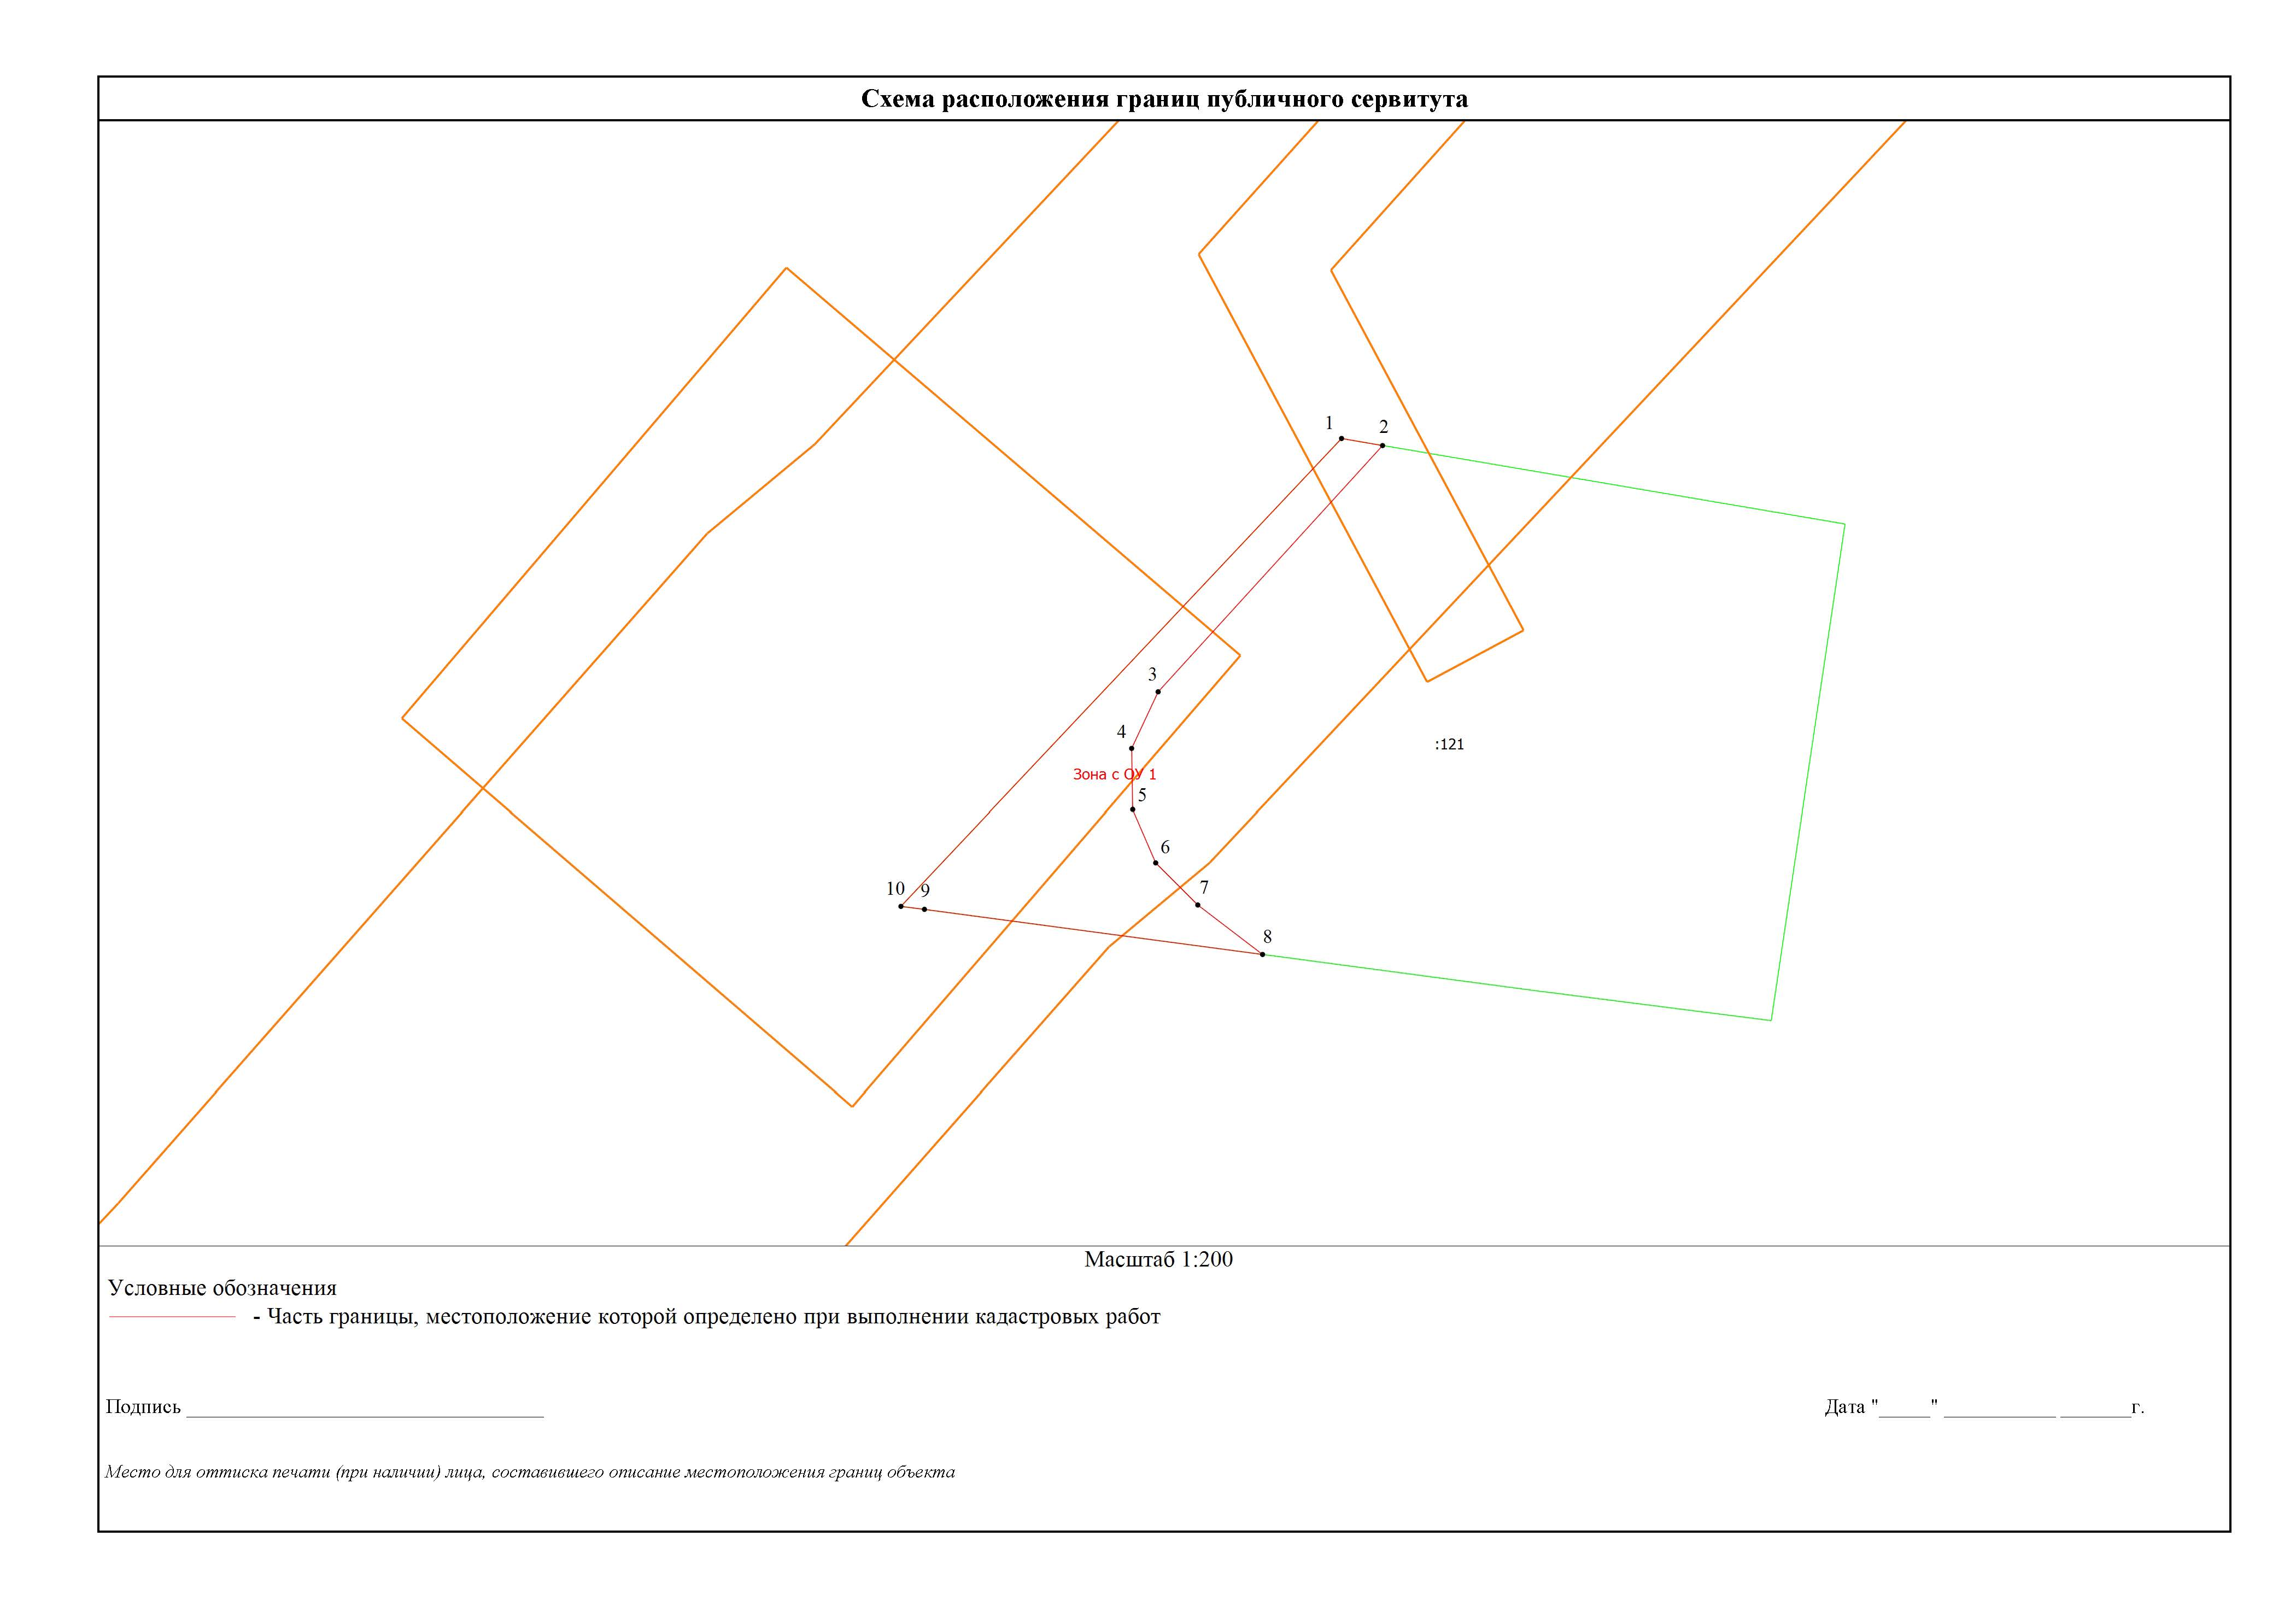 Схема расположения границ публичного сервитута
1
2
3
4
:121
Зона с ОУ 1
5
6
10 9
7
8
Масштаб 1:200
Условные обозначения
- Часть границы, местоположение которой определено при выполнении кадастровых работ
Подпись ____________________________________ Дата "_____" ___________ _______г.
Место для оттиска печати (при наличии) лица, составившего описание местоположения границ объекта